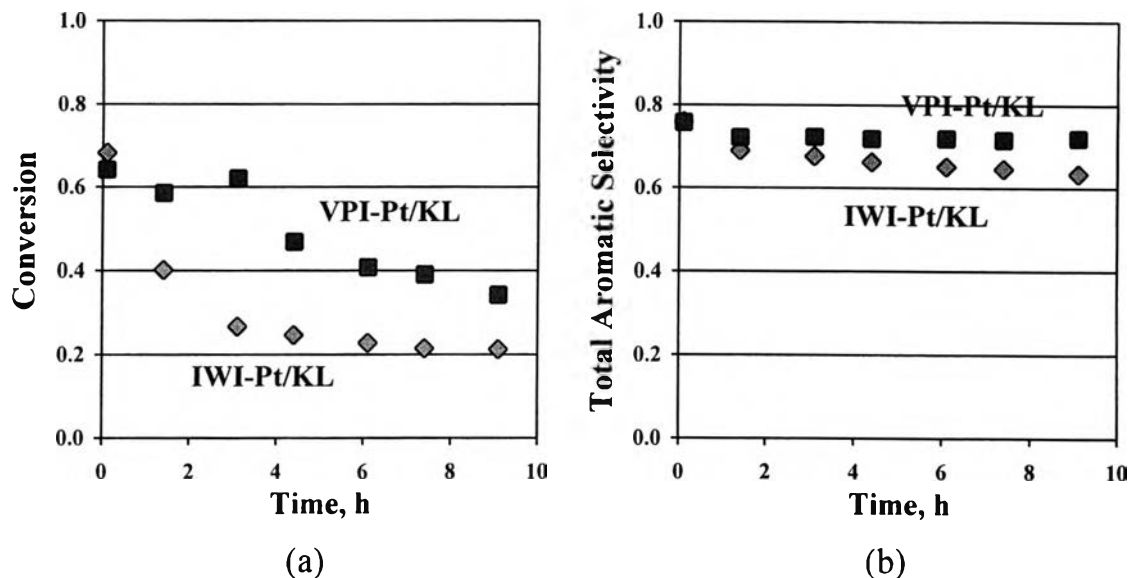 Conversion
1.0
0.8
0.6
0.4
0.2
0.0
VPI-Pt/KL
IWI-Pt/KL
0 2 4 6 8 10
Time, h
(a)
Total Aromatic Selectivity
1.0
0.8
0.6
0.4
0.2
0.0
VPI-Pt/KL
IWI-Pt/KL
0 2 4 6 8 10
Time, h
(b)